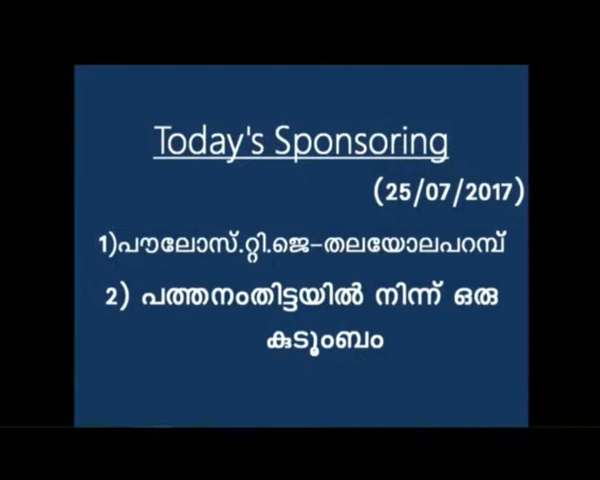 Today's Sponsoring
(25/07/2017)
1)പൗലോസ്.റ്റി.ജെ-തലയോലപറമ്പ്
2) പത്തനംതിട്ടയിൽ നിന്ന് ഒരു
കുടൂംബം